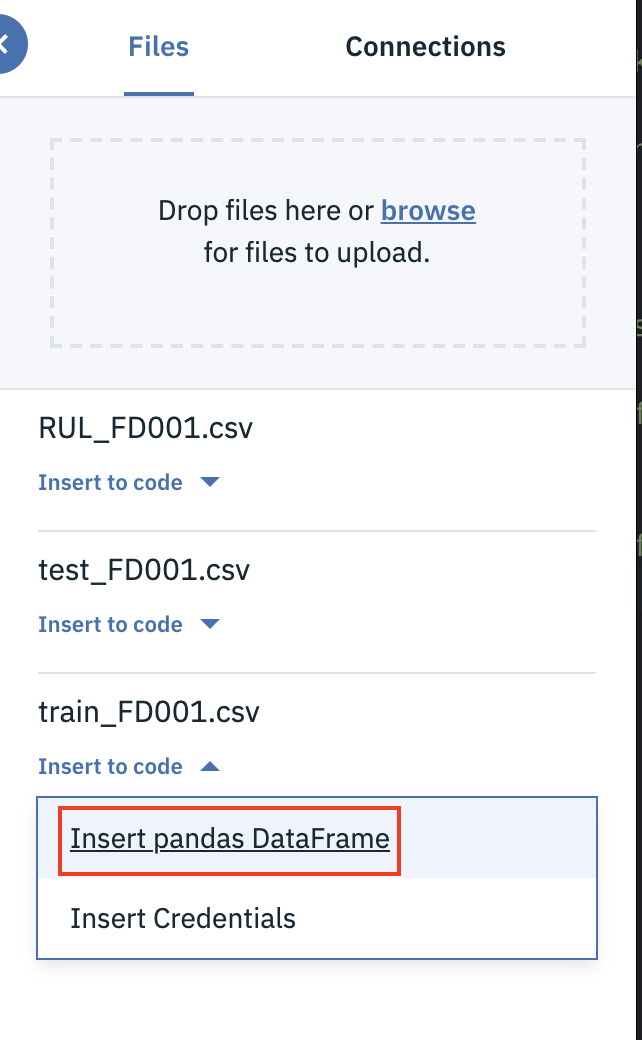 Files
Connections
Drop files here or browse
for files to upload.
RUL_FD001.csv
Insert to code
test_FD001.csv
Insert to code
train_FD001.csv
Insert to code
Insert pandas DataFrame
Insert Credentials